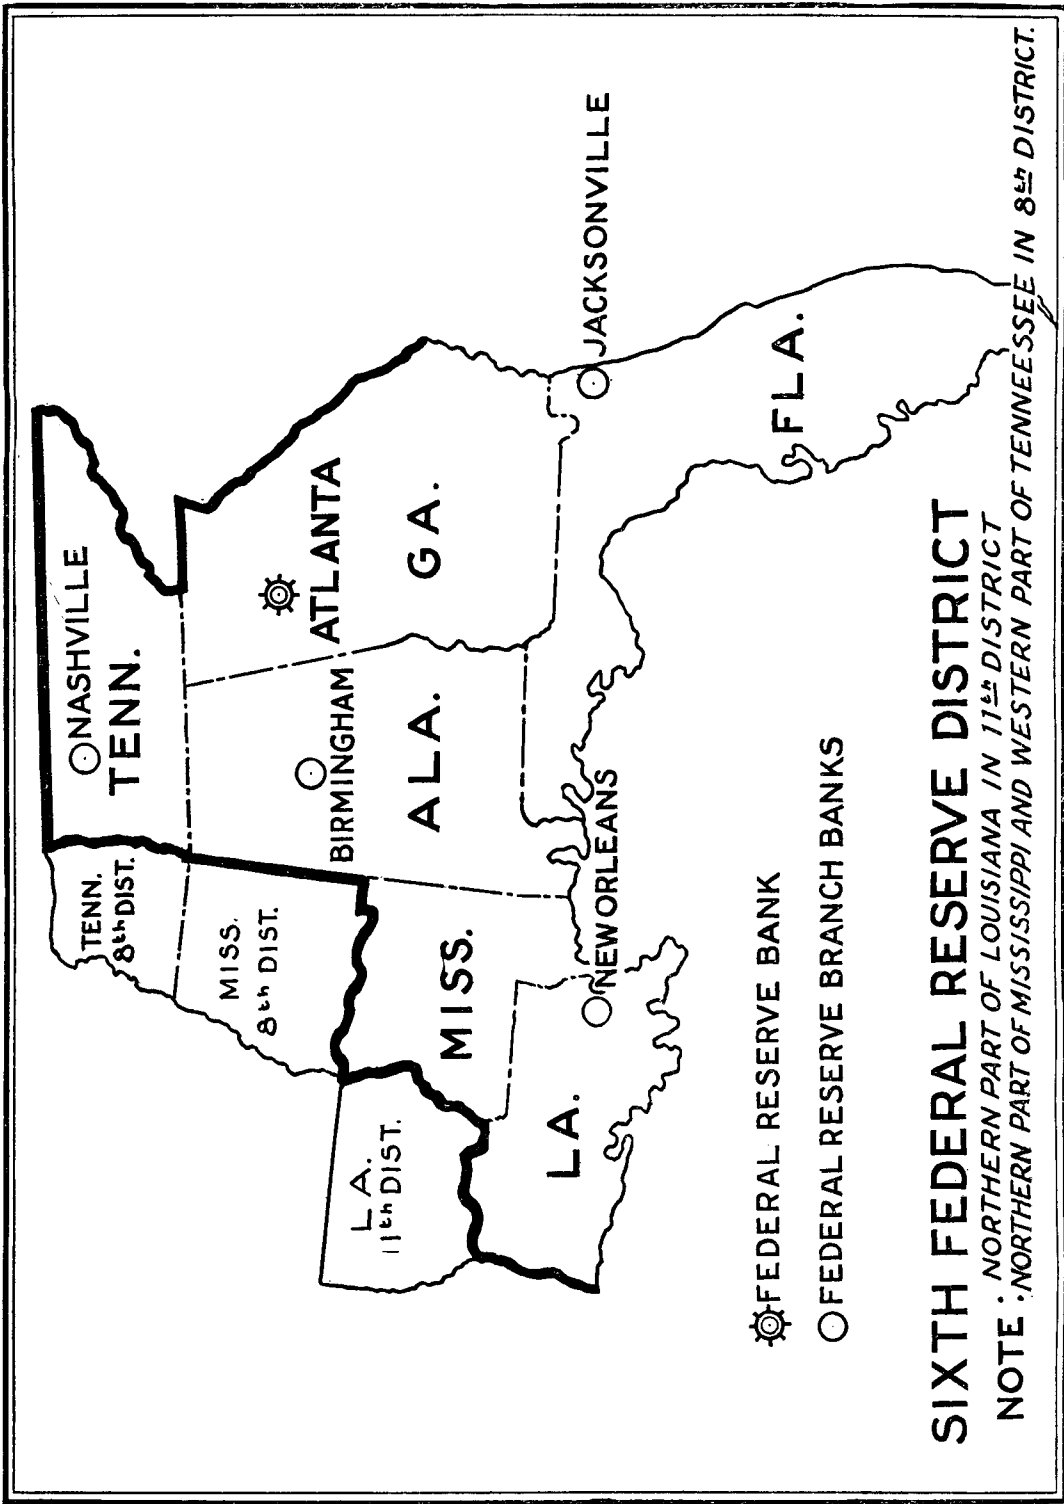 NASHVILLE
TENN.
TENN.
8th DIST.
ATLANTA
BIRMINGHAM
MISS.
8th DIST.
GA.
ALA.
MISS.
LA.
11th DIST.
JACKSONVILLE
NEW ORLEANS
LA.
FLA.
FEDERAL RESERVE BANK
FEDERAL RESERVE BRANCH BANKS
SIXTH FEDERAL RESERVE DISTRICT
NOTE: NORTHERN PART OF LOUISIANA IN 11th DISTRICT
NORTHERN PART OF MISSISSIPPI AND WESTERN PART OF TENNEESSEE IN 8th DISTRICT.